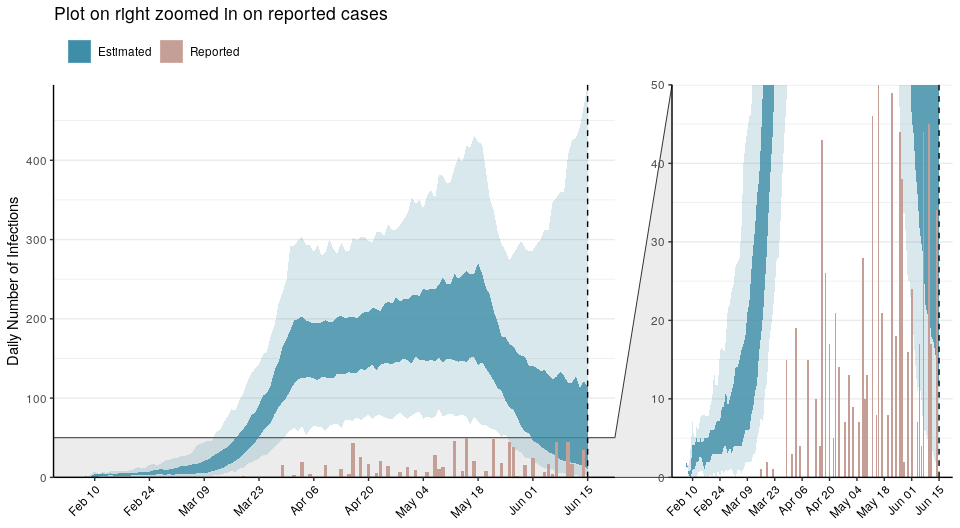 Plot on right zoomed in on reported cases
Estimated Reported
Daily Number of Infections
400
300
200
100
0
Feb 10 Feb 24 Mar 09 Mar 23 Apr 06 Apr 20 May 04 May 18 Jun 01 Jun 15
50
40
30
20
10
0
Feb 10 Feb 24 Mar 09 Mar 23 Apr 06 Apr 20 May 04 May 18 Jun 01 Jun 15